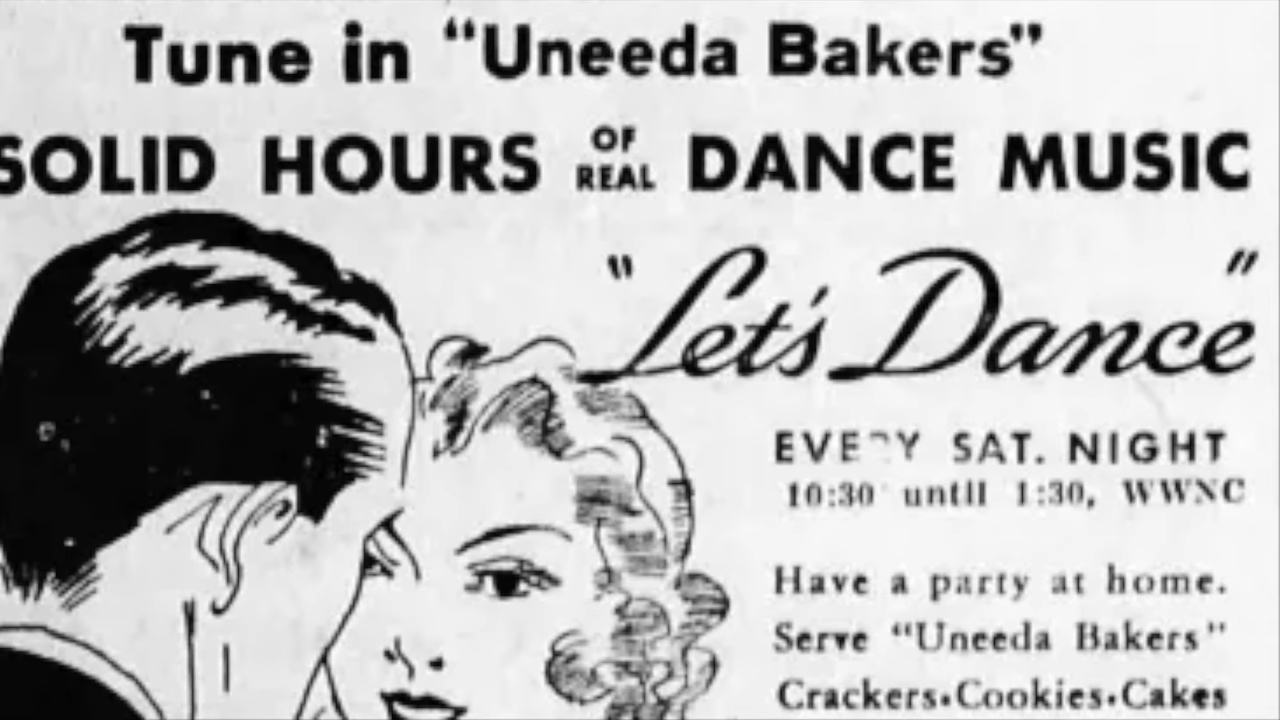 Tune in "Uneeda Bakers"
SOLID HOURS OF REAL DANCE MUSIC
"Let's Dance"
EVERY SAT. NIGHT
10:30 until 1:30, WWNC
Have a party at home.
Serve "Uneeda Bakers"
Crackers•Cookies•Cakes